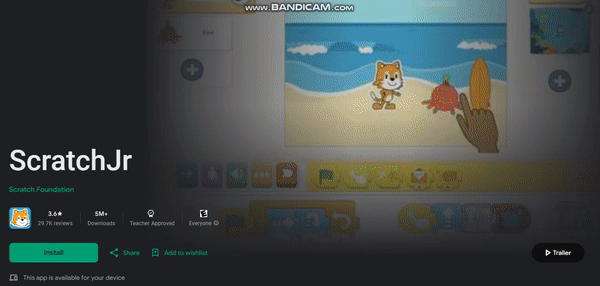 www.BANDICAM.com
ScratchJr
Scratch Foundation
3.6★
29.7K reviews
5M+
Downloads
Teacher Approved
Everyone
Install
Share
Add to wishlist
Trailer
This app is available for your device